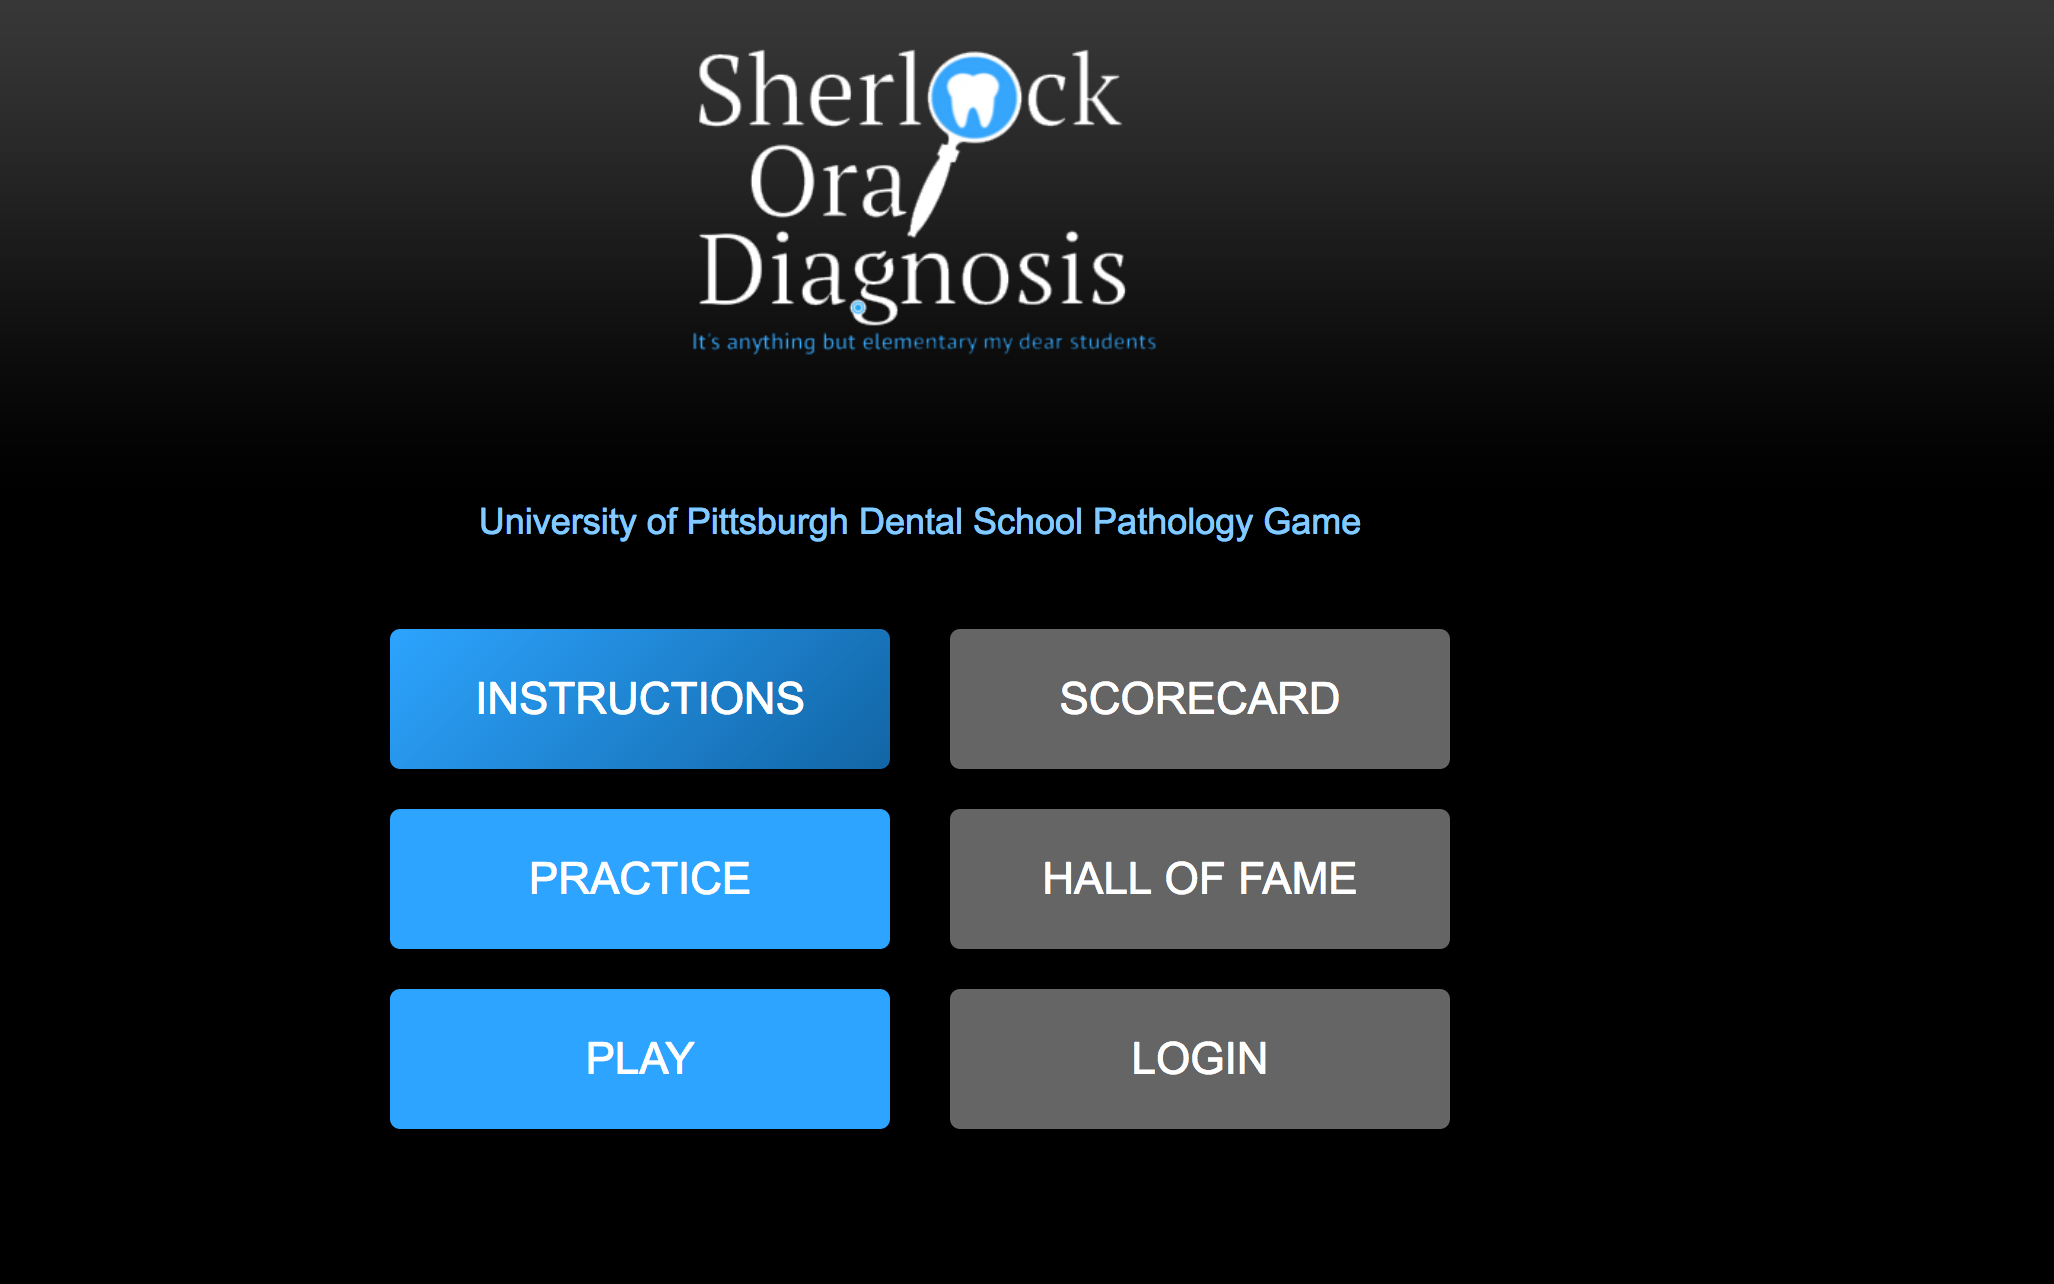 Sherlock
Oral
Diagnosis
It's anything but elementary my dear students
University of Pittsburgh Dental School Pathology Game
INSTRUCTIONS
SCORECARD
PRACTICE
HALL OF FAME
PLAY
LOGIN